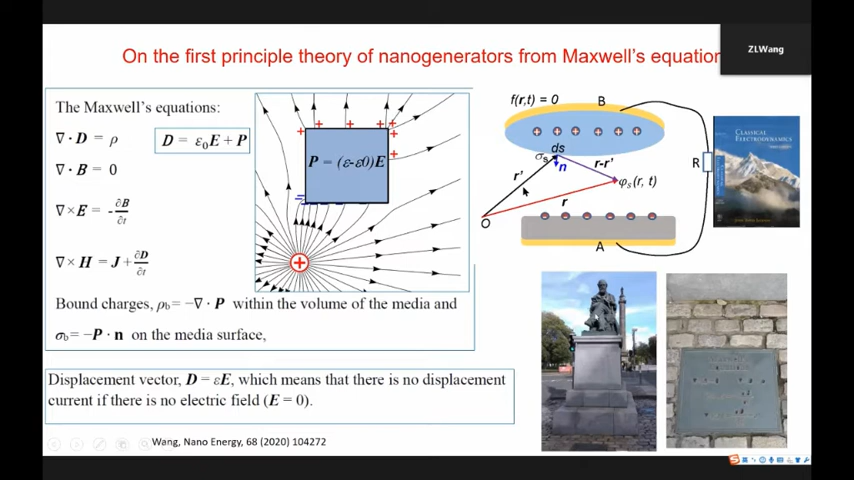 On the first principle theory of nanogenerators from Maxwell's equation
ZLWang
The Maxwell's equations:
∇· D = ρ
D = ε₀E + P
∇· B = 0
∇×E = -∂B/∂t
∇×H = J+∂D/∂t
P = (ε-ε0)E
Bound charges, ρb= −∇· P within the volume of the media and
σb= −P · n on the media surface,
f(r,t) = 0
B
σs
ds
n
r'
r-r'
φs(r, t)
r
O
R
A
CLASSICAL
ELECTRODYNAMICS
Displacement vector, D = εE, which means that there is no displacement
current if there is no electric field (E = 0).
Wang, Nano Energy, 68 (2020) 104272